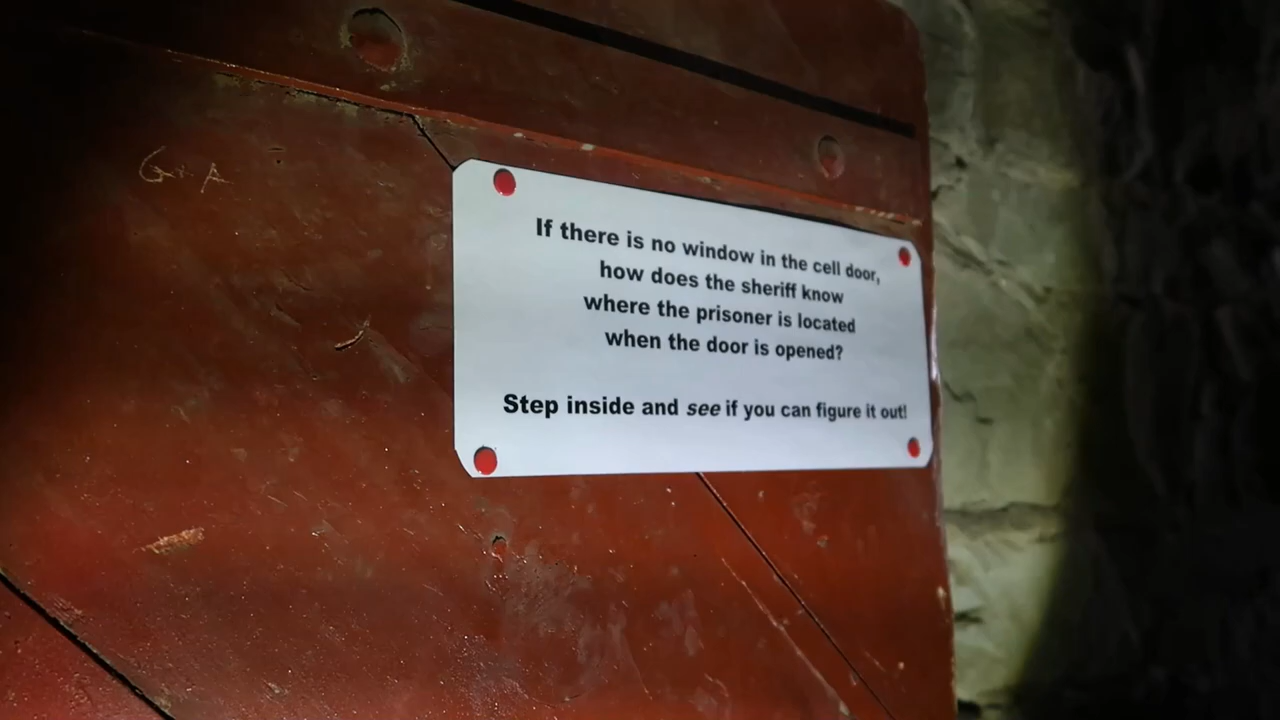 G A
If there is no window in the cell door,
how does the sheriff know
where the prisoner is located
when the door is opened?
Step inside and see if you can figure it out!